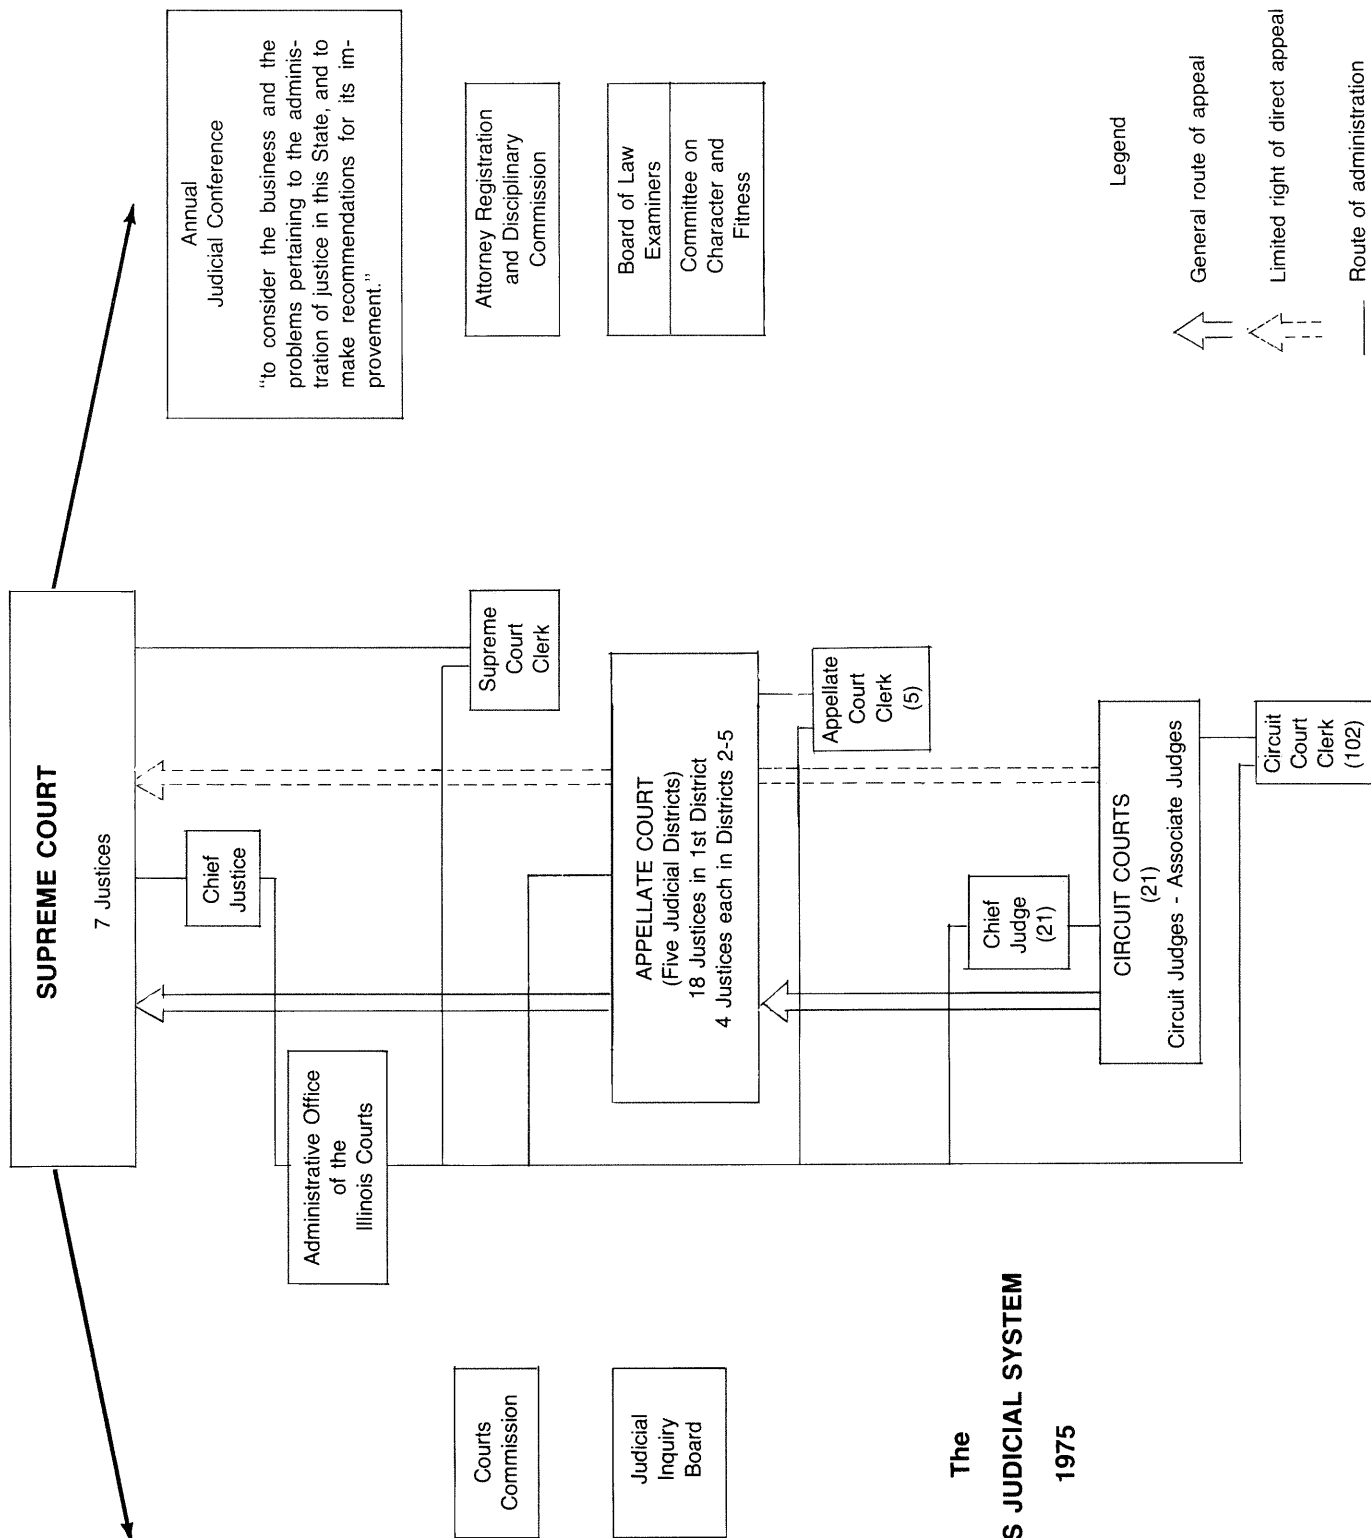 SUPREME COURT
7 Justices
Annual
Judicial Conference
“to consider the business and the
problems pertaining to the adminis-
tration of justice in this State, and to
make recommendations for its im-
provement.”
Chief
Justice
Administrative Office
of the
Illinois Courts
Courts
Commission
Supreme
Court
Clerk
Attorney Registration
and Disciplinary
Commission
Judicial
Inquiry
Board
APPELLATE COURT
(Five Judicial Districts)
18 Justices in 1st District
4 Justices each in Districts 2-5
Board of Law
Examiners
Committee on
Character and
Fitness
Appellate
Court
Clerk
(5)
Chief
Judge
(21)
CIRCUIT COURTS
(21)
Circuit Judges - Associate Judges
Circuit
Court
Clerk
(102)
The
JUDICIAL SYSTEM
1975
Legend
General route of appeal
Limited right of direct appeal
Route of administration